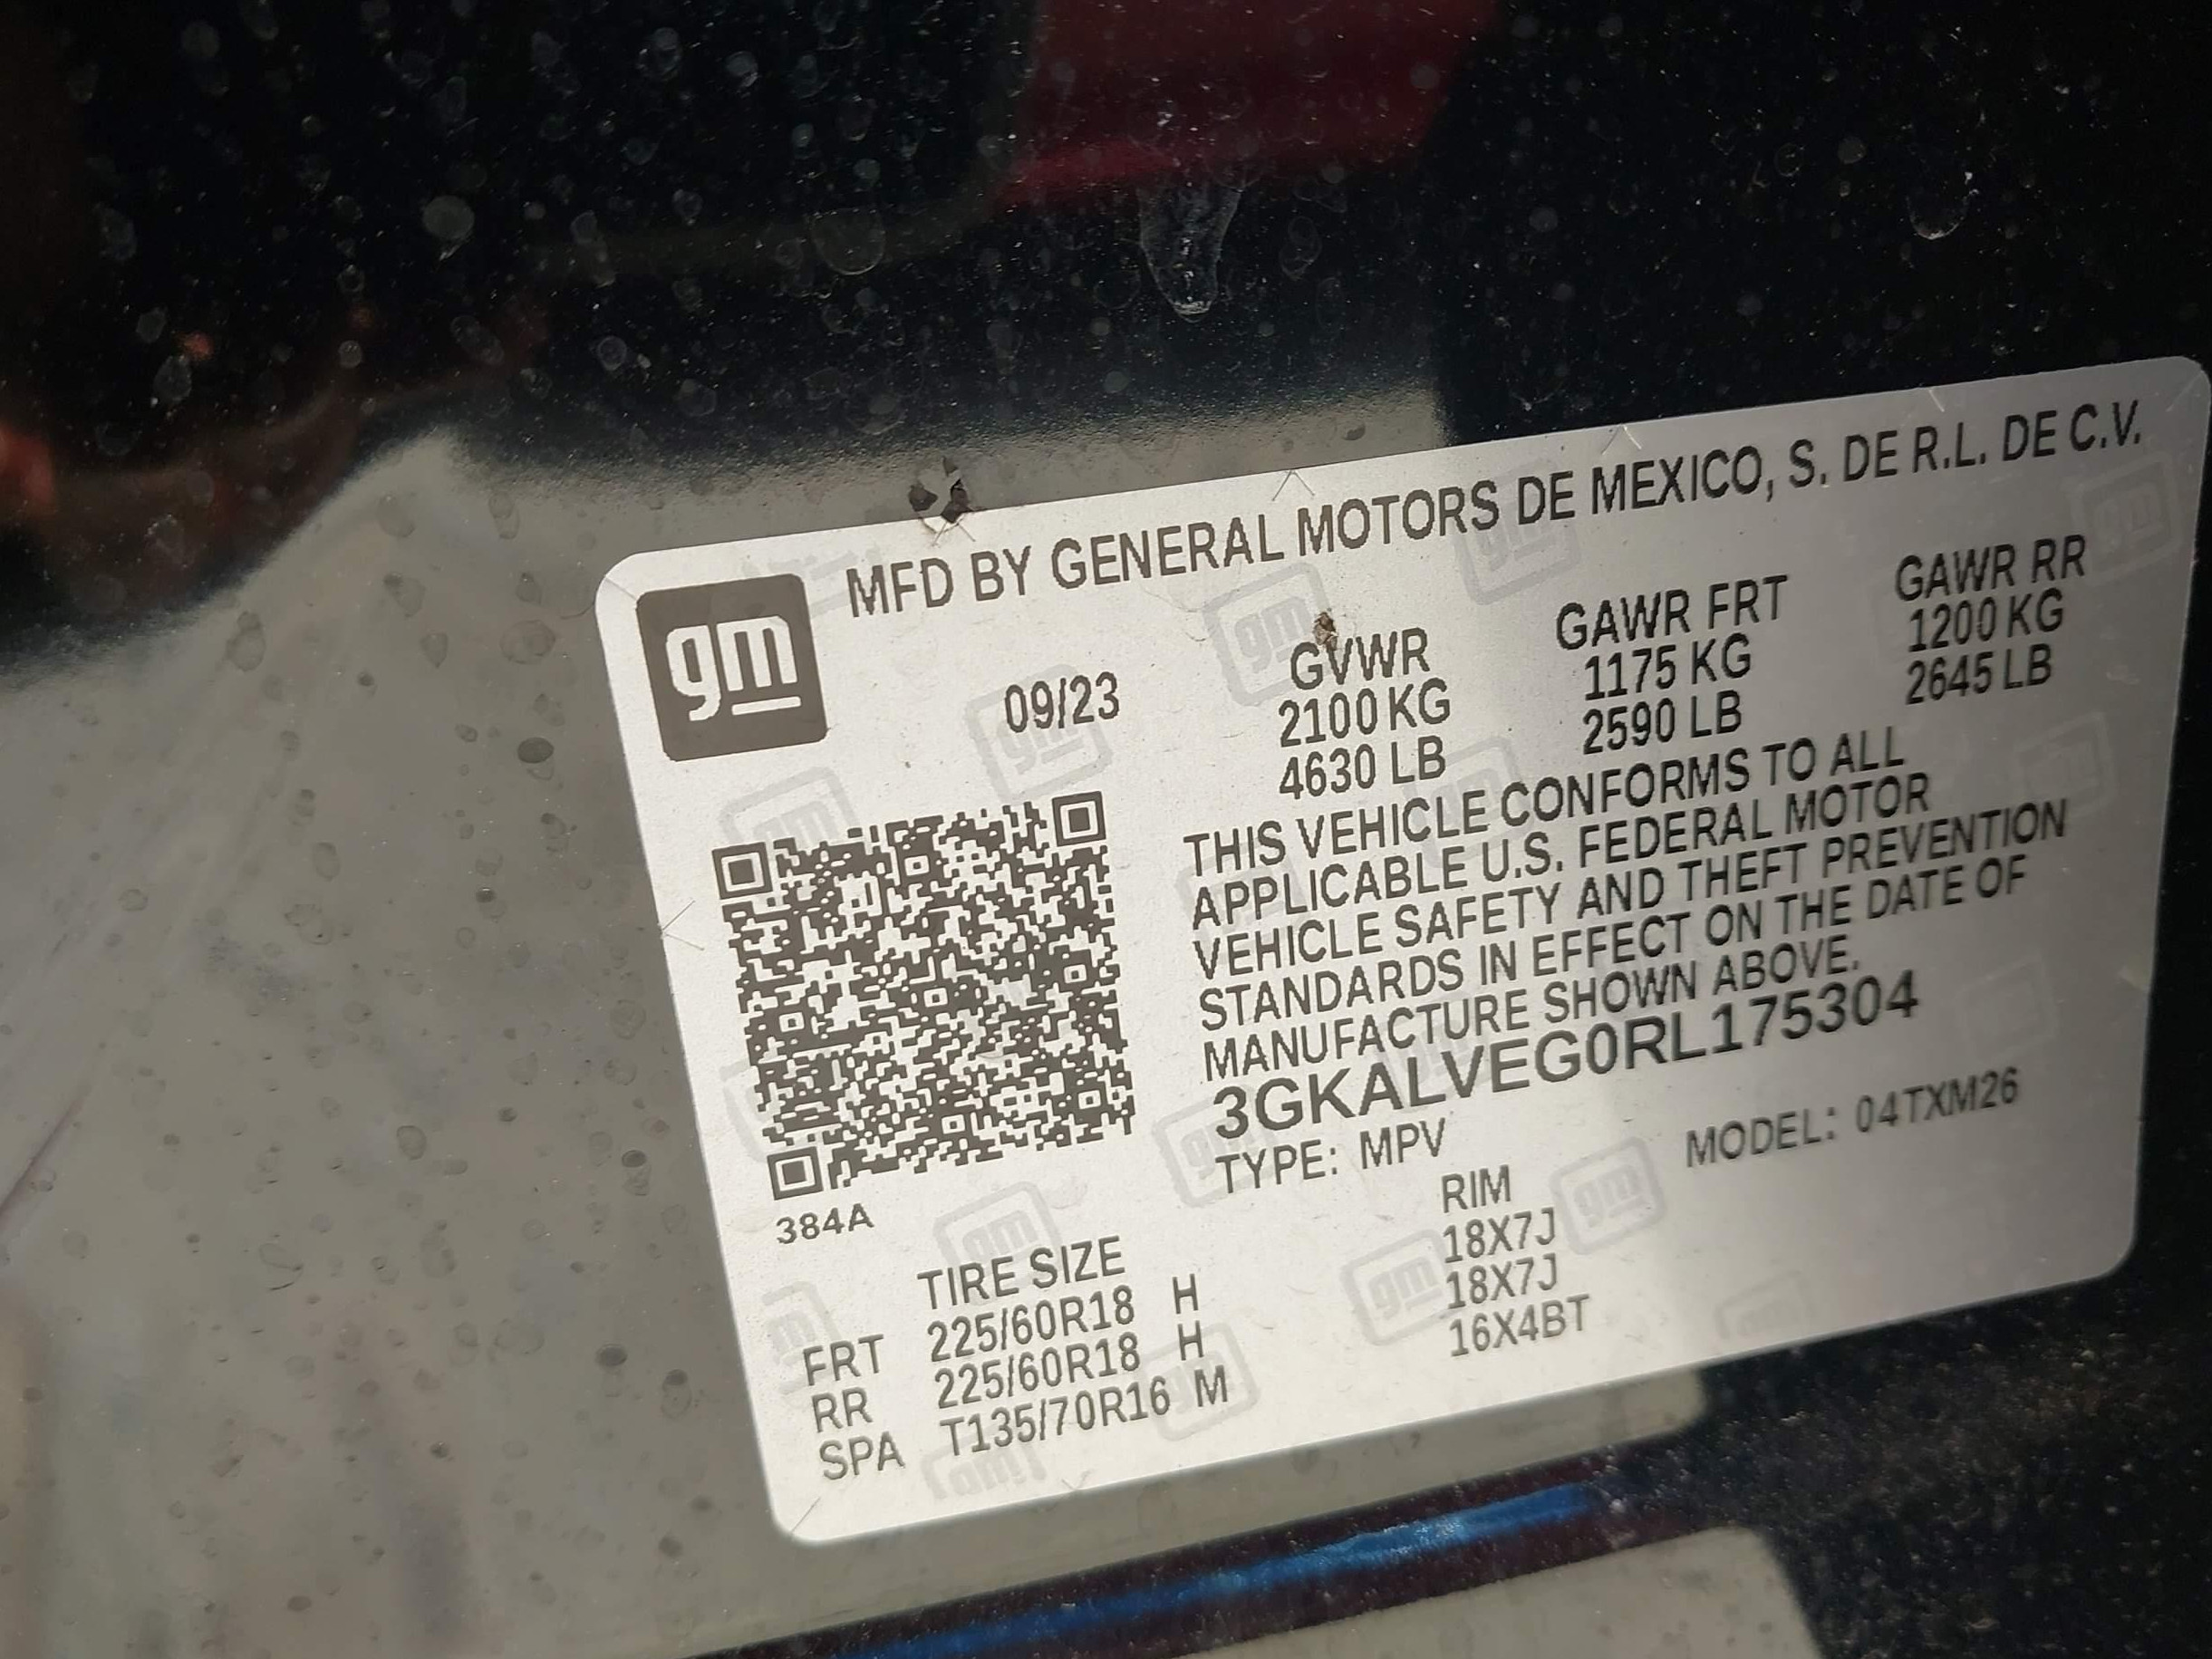 gm
MFD BY GENERAL MOTORS DE MEXICO, S. DE R.L. DE C.V.
09/23
GVWR GAWR FRT GAWR RR
2100 KG 1175 KG 1200 KG
4630 LB 2590 LB 2645 LB
THIS VEHICLE CONFORMS TO ALL
APPLICABLE U.S. FEDERAL MOTOR
VEHICLE SAFETY AND THEFT PREVENTION
STANDARDS IN EFFECT ON THE DATE OF
MANUFACTURE SHOWN ABOVE.
3GKALVEG0RL175304
TYPE: MPV MODEL: 04TXM26
384A
TIRE SIZE RIM
FRT 225/60R18 H 18X7J
RR 225/60R18 H 18X7J
SPA T135/70R16 M 16X4BT